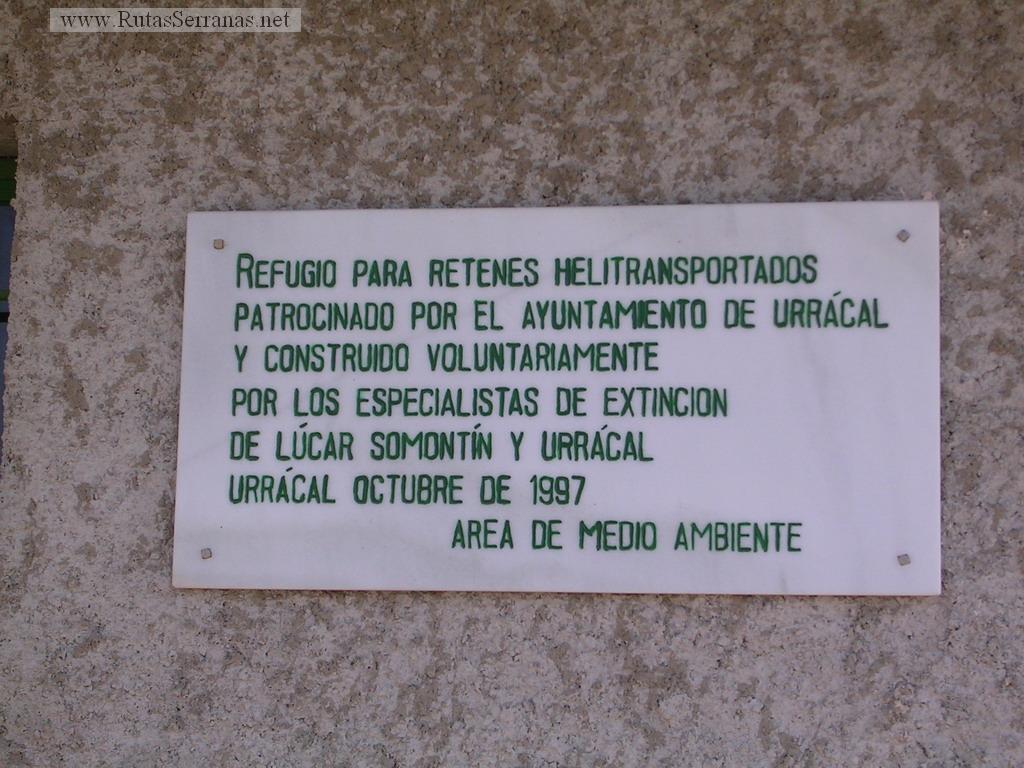 www.RutasSerranas.net
REFUGIO PARA RETENES HELITRANSPORTADOS
PATROCINADO POR EL AYUNTAMIENTO DE URRÁCAL
Y CONSTRUIDO VOLUNTARIAMENTE
POR LOS ESPECIALISTAS DE EXTINCION
DE LÚCAR SOMONTÍN Y URRÁCAL
URRÁCAL OCTUBRE DE 1997
AREA DE MEDIO AMBIENTE